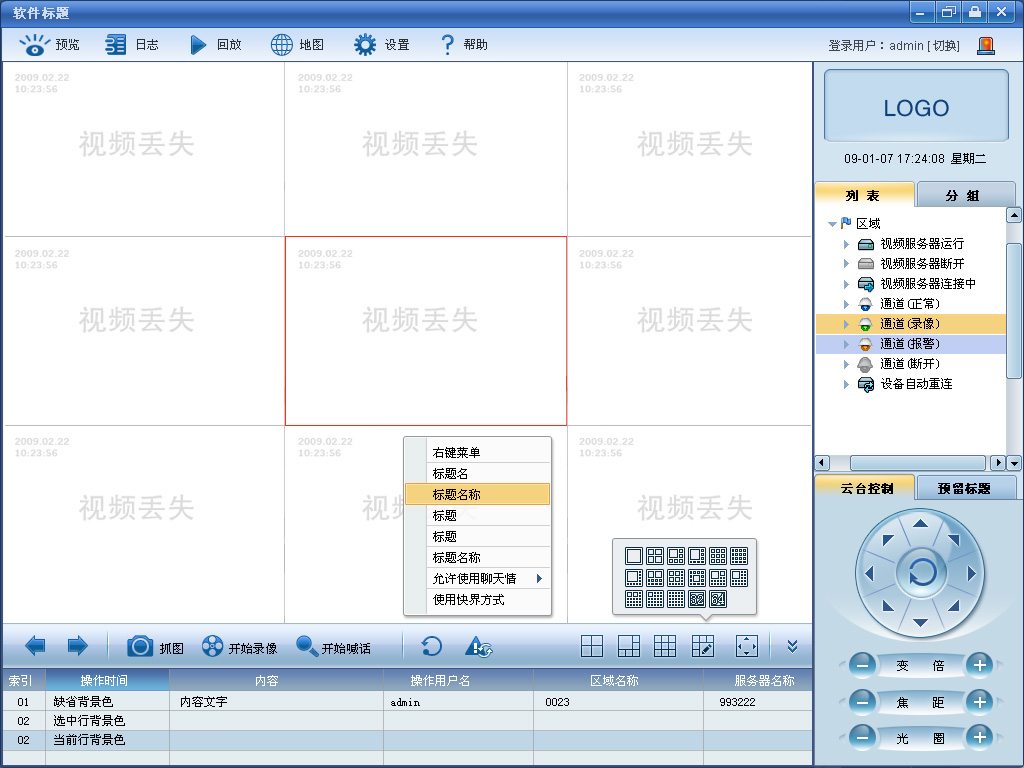 软件标题
预览 日志 回放 地图 设置 ? 帮助 登录用户：admin [切换]
2009.02.22 2009.02.22 2009.02.22
10:23:56 10:23:56 10:23:56
视频丢失 视频丢失 视频丢失
2009.02.22 2009.02.22 2009.02.22
10:23:56 10:23:56 10:23:56
视频丢失 视频丢失 视频丢失
2009.02.22 2009.02.22 2009.02.22
10:23:56 10:23:56 10:23:56
视频丢失 视频 视频丢失
右键菜单
标题名
标题名称
标题
标题
标题名称
允许使用聊天情
使用快界方式
32 64
LOGO
09-01-07 17:24:08 星期二
列 表 分 组
区域
视频服务器运行
视频服务器断开
视频服务器连接中
通道(正常)
通道(录像)
通道(报警)
通道(断开)
设备自动重连
云台控制 预留标题
变 倍
焦 距
光 圈
抓图 开始录像 开始喊话
索引 操作时间 内容 操作用户名 区域名称 服务器名称
01 缺省背景色 内容文字 admin 0023 993222
02 选中行背景色
02 当前行背景色